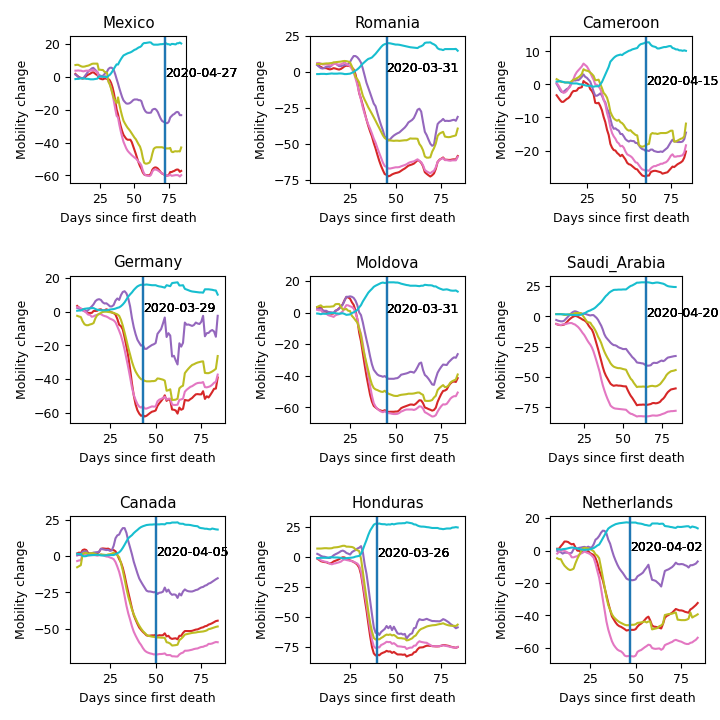 Mexico
Romania
Cameroon
Mobility change
20
0
−20
−40
−60
2020-04-27
25
50
75
Days since first death
Mobility change
25
0
−25
−50
−75
2020-03-31
25
50
75
Days since first death
Mobility change
10
0
−10
−20
2020-04-15
25
50
75
Days since first death
Germany
Moldova
Saudi_Arabia
Mobility change
20
0
−20
−40
−60
2020-03-29
25
50
75
Days since first death
Mobility change
20
0
−20
−40
−60
2020-03-31
25
50
75
Days since first death
Mobility change
25
0
−25
−50
−75
2020-04-20
25
50
75
Days since first death
Canada
Honduras
Netherlands
Mobility change
25
0
−25
−50
2020-04-05
25
50
75
Days since first death
Mobility change
25
0
−25
−50
−75
2020-03-26
25
50
75
Days since first death
Mobility change
20
0
−20
−40
−60
2020-04-02
25
50
75
Days since first death